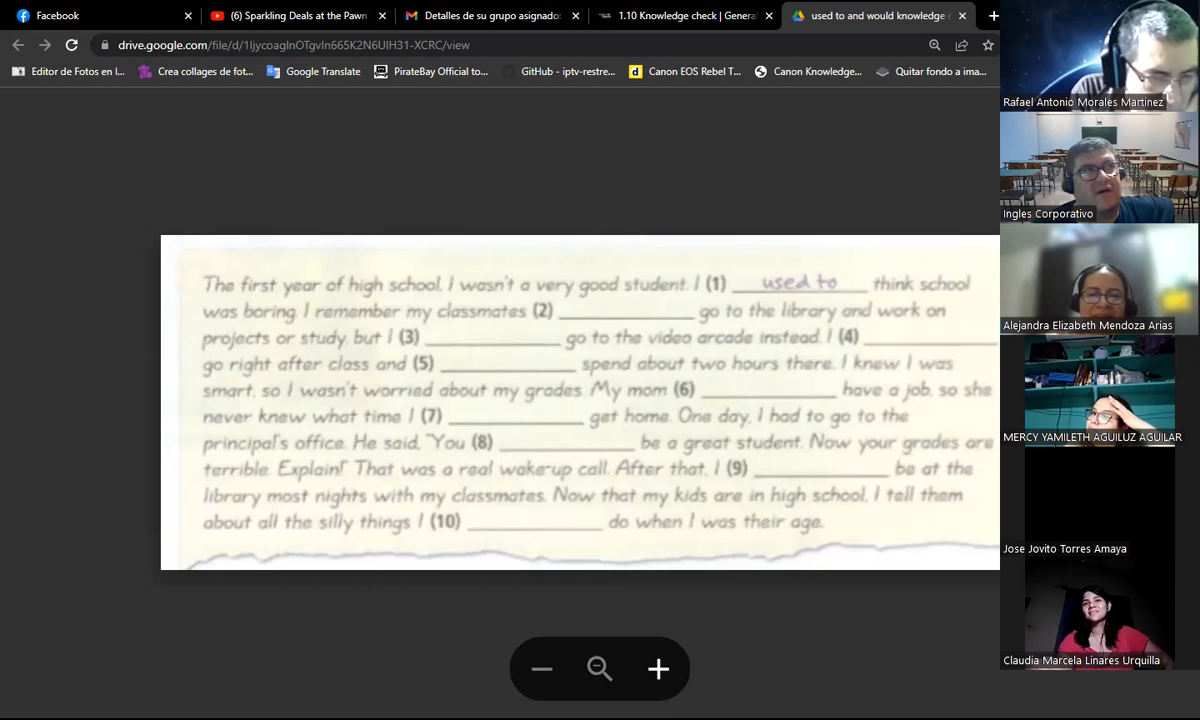 Facebook
(6) Sparkling Deals at the Pawn
Detalles de su grupo asignado:
1.10 Knowledge check | Genera
used to and would knowledge c
drive.google.com/file/d/1IjycoagInOTgvIn665K2N6UIH31-XCRC/view
Editor de Fotos en l...
Crea collages de fot...
Google Translate
PirateBay Official to...
GitHub - iptv-restre...
Canon EOS Rebel T...
Canon Knowledge...
Quitar fondo a ima...
The first year of high school, I wasn't a very good student. I (1) used to think school
was boring. I remember my classmates (2) ____________ go to the library and work on
projects or study, but I (3) ____________ go to the video arcade instead. I (4) ____________
go right after class and (5) ____________ spend about two hours there. I knew I was
smart, so I wasn't worried about my grades. My mom (6) ____________ have a job, so she
never knew what time I (7) ____________ get home. One day, I had to go to the
principal's office. He said, "You (8) ____________ be a great student. Now your grades are
terrible. Explain!" That was a real wake-up call. After that, I (9) ____________ be at the
library most nights with my classmates. Now that my kids are in high school, I tell them
about all the silly things I (10) ____________ do when I was their age.
Rafael Antonio Morales Martinez
Ingles Corporativo
Alejandra Elizabeth Mendoza Arias
MERCY YAMILETH AGUILUZ AGUILAR
Jose Jovito Torres Amaya
Claudia Marcela Linares Urquilla